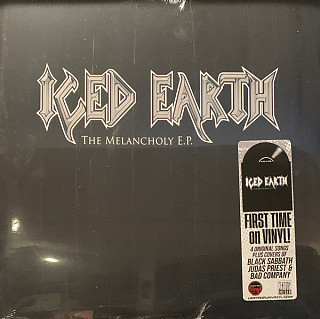 ICED EARTH
THE MELANCHOLY E.P.
ICED EARTH
FIRST TIME
ON VINYL!
4 ORIGINAL SONGS
PLUS COVERS OF
BLACK SABBATH
JUDAS PRIEST &
BAD COMPANY